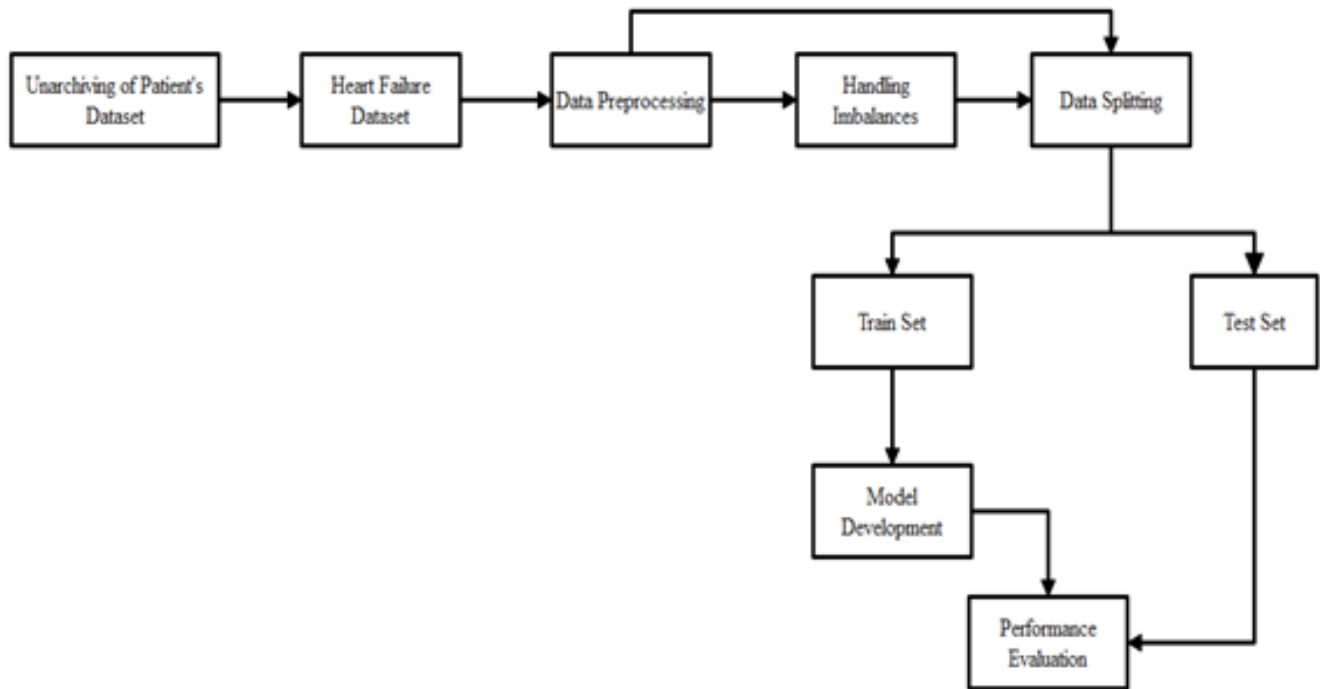 Unarchiving of Patient's
Dataset
Heart Failure
Dataset
Data Preprocessing
Handling
Imbalances
Data Splitting
Train Set
Test Set
Model
Development
Performance
Evaluation